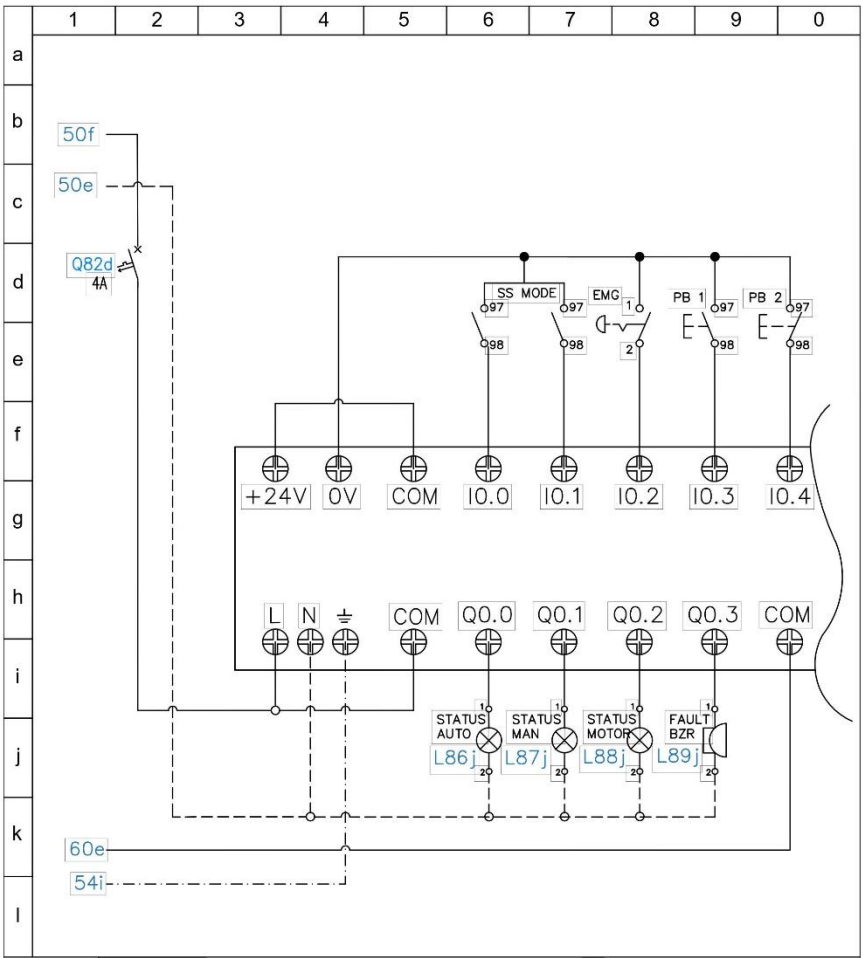 1 2 3 4 5 6 7 8 9 0
a
b
50f
50e
c
Q82d
4A
d
SS MODE
EMG
1
PB 1
PB 2
97
97
97
97
98
98
2
98
98
e
f
+24V 0V COM I0.0 I0.1 I0.2 I0.3 I0.4
g
h
L N COM Q0.0 Q0.1 Q0.2 Q0.3 COM
i
1
1
1
1
STATUS
AUTO
L86j
2
STATUS
MAN
L87j
2
STATUS
MOTOR
L88j
2
FAULT
BZR
L89j
2
j
k
60e
54i
l